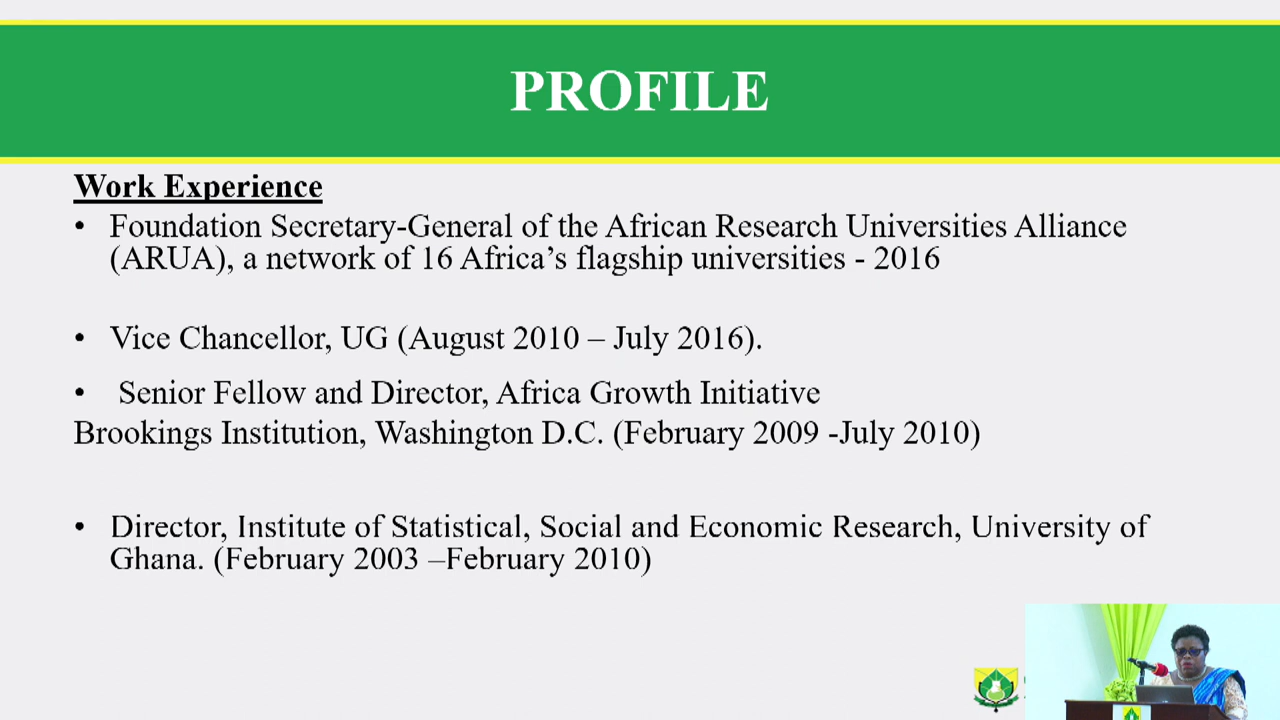 PROFILE
Work Experience
• Foundation Secretary-General of the African Research Universities Alliance
(ARUA), a network of 16 Africa’s flagship universities - 2016
• Vice Chancellor, UG (August 2010 – July 2016).
• Senior Fellow and Director, Africa Growth Initiative
Brookings Institution, Washington D.C. (February 2009 -July 2010)
• Director, Institute of Statistical, Social and Economic Research, University of
Ghana. (February 2003 –February 2010)